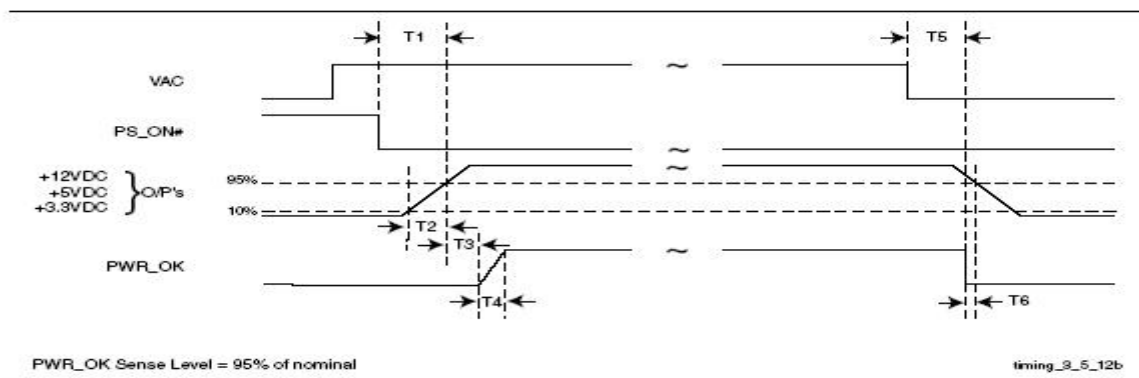 T1
T5
VAC
~
PS_ON#
~
+12VDC
+5VDC
+3.3VDC
O/P's
95%
10%
~
~
T2
T3
PWR_OK
~
T4
T6
PWR_OK Sense Level = 95% of nominal
timing_3_5_12b